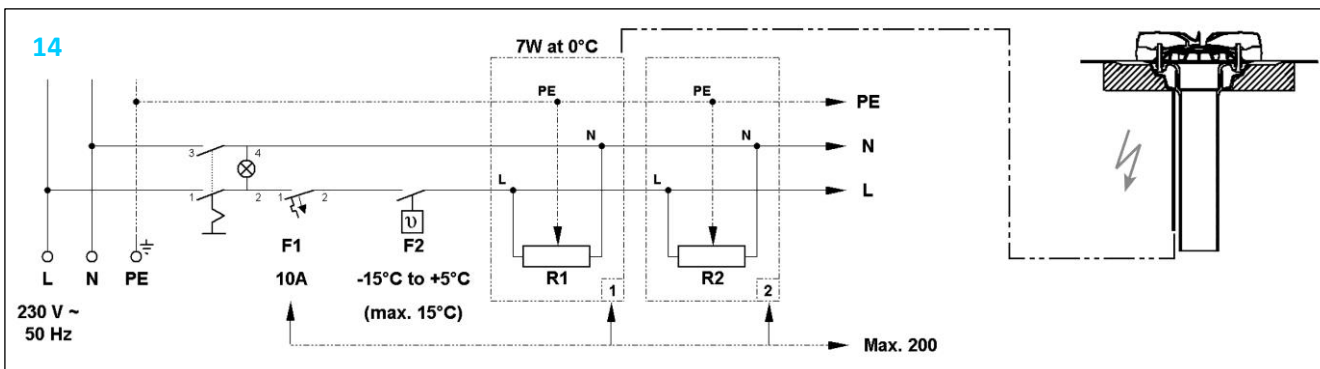 14
7W at 0°C
PE PE PE
N N N
3 4
L L L
1 2 1 2
υ
L N PE
F1 F2 R1 R2
10A -15°C to +5°C 1 2
(max. 15°C)
230 V ~
50 Hz
Max. 200